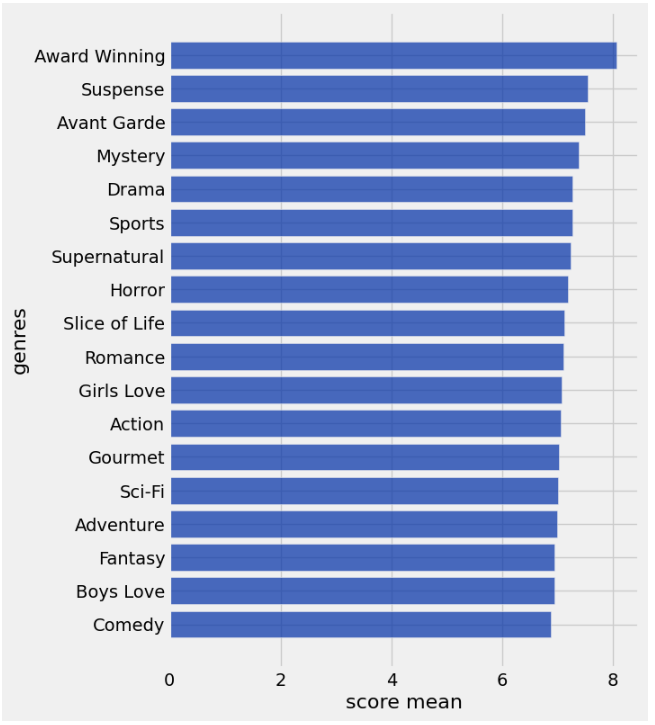 Award Winning
Suspense
Avant Garde
Mystery
Drama
Sports
Supernatural
Horror
Slice of Life
Romance
Girls Love
Action
Gourmet
Sci-Fi
Adventure
Fantasy
Boys Love
Comedy
genres
0 2 4 6 8
score mean